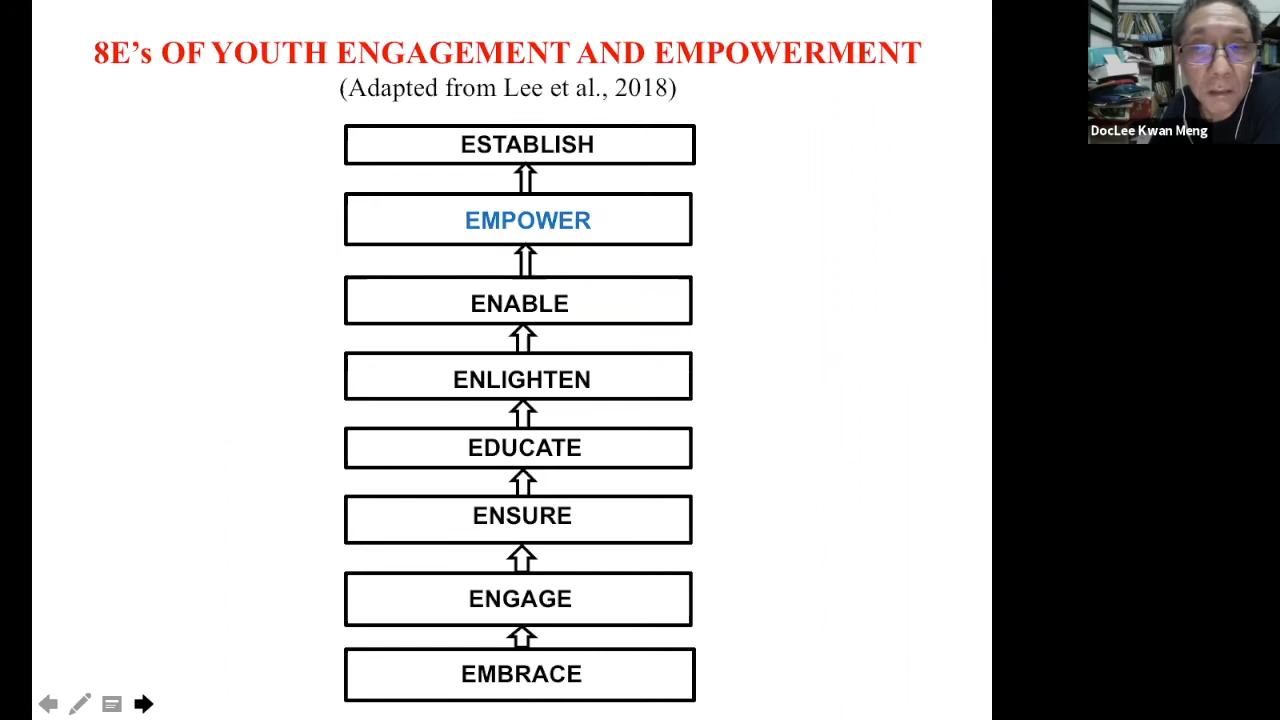 8E’s OF YOUTH ENGAGEMENT AND EMPOWERMENT
(Adapted from Lee et al., 2018)
ESTABLISH
EMPOWER
ENABLE
ENLIGHTEN
EDUCATE
ENSURE
ENGAGE
EMBRACE
DocLee Kwan Meng